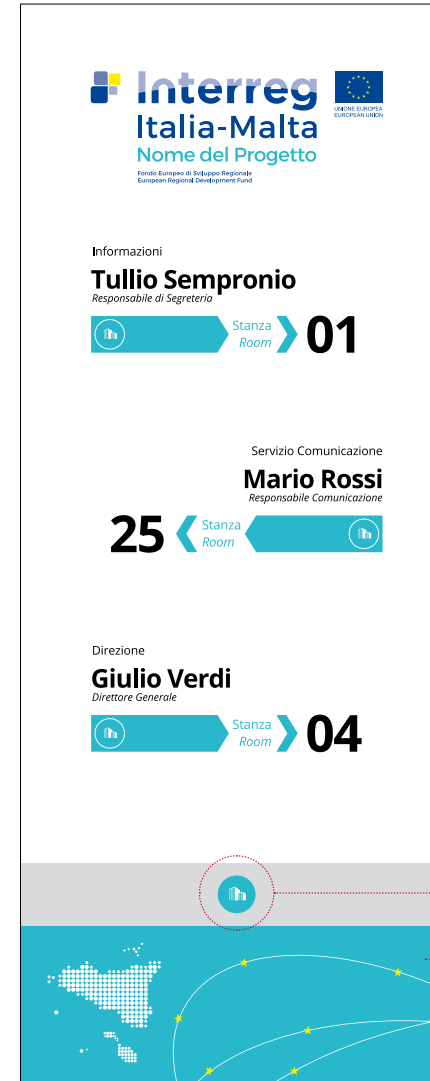 Interreg
UNIONE EUROPEA
EUROPEAN UNION
Italia-Malta
Nome del Progetto
Fondo Europeo di Sviluppo Regionale
European Regional Development Fund
Informazioni
Tullio Sempronio
Responsabile di Segreteria
Stanza
Room
01
Servizio Comunicazione
Mario Rossi
Responsabile Comunicazione
25
Stanza
Room
Direzione
Giulio Verdi
Direttore Generale
Stanza
Room
04